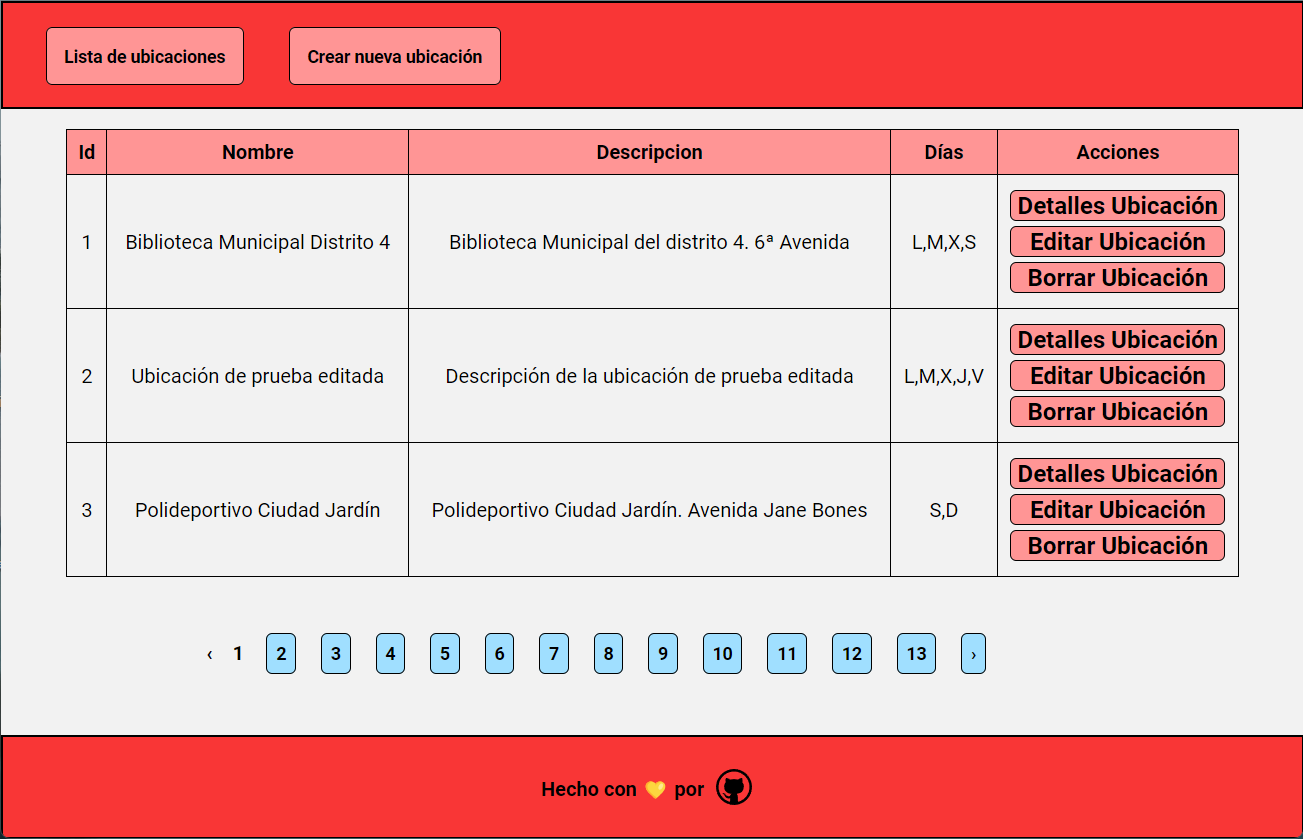 Lista de ubicaciones Crear nueva ubicación
Id Nombre Descripcion Días Acciones
1 Biblioteca Municipal Distrito 4 Biblioteca Municipal del distrito 4. 6ª Avenida L,M,X,S
Detalles Ubicación
Editar Ubicación
Borrar Ubicación
2 Ubicación de prueba editada Descripción de la ubicación de prueba editada L,M,X,J,V
Detalles Ubicación
Editar Ubicación
Borrar Ubicación
3 Polideportivo Ciudad Jardín Polideportivo Ciudad Jardín. Avenida Jane Bones S,D
Detalles Ubicación
Editar Ubicación
Borrar Ubicación
‹ 1 2 3 4 5 6 7 8 9 10 11 12 13 ›
Hecho con 💛 por